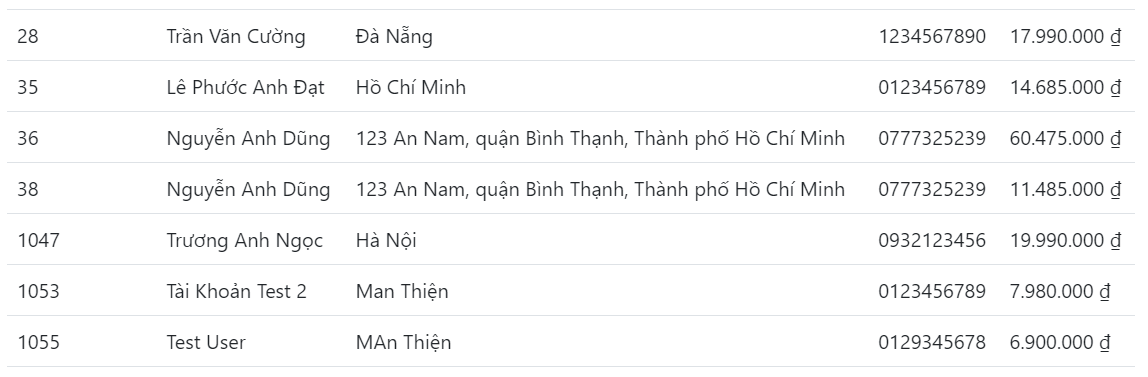 28 Trần Văn Cường Đà Nẵng 1234567890 17.990.000 ₫
35 Lê Phước Anh Đạt Hồ Chí Minh 0123456789 14.685.000 ₫
36 Nguyễn Anh Dũng 123 An Nam, quận Bình Thạnh, Thành phố Hồ Chí Minh 0777325239 60.475.000 ₫
38 Nguyễn Anh Dũng 123 An Nam, quận Bình Thạnh, Thành phố Hồ Chí Minh 0777325239 11.485.000 ₫
1047 Trương Anh Ngọc Hà Nội 0932123456 19.990.000 ₫
1053 Tài Khoản Test 2 Man Thiện 0123456789 7.980.000 ₫
1055 Test User MAn Thiện 0129345678 6.900.000 ₫